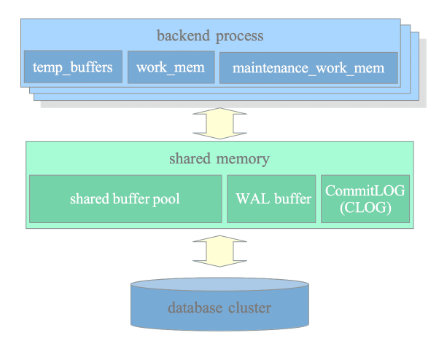 backend process
temp_buffers
work_mem
maintenance_work_mem
shared memory
shared buffer pool
WAL buffer
CommitLOG
(CLOG)
database cluster